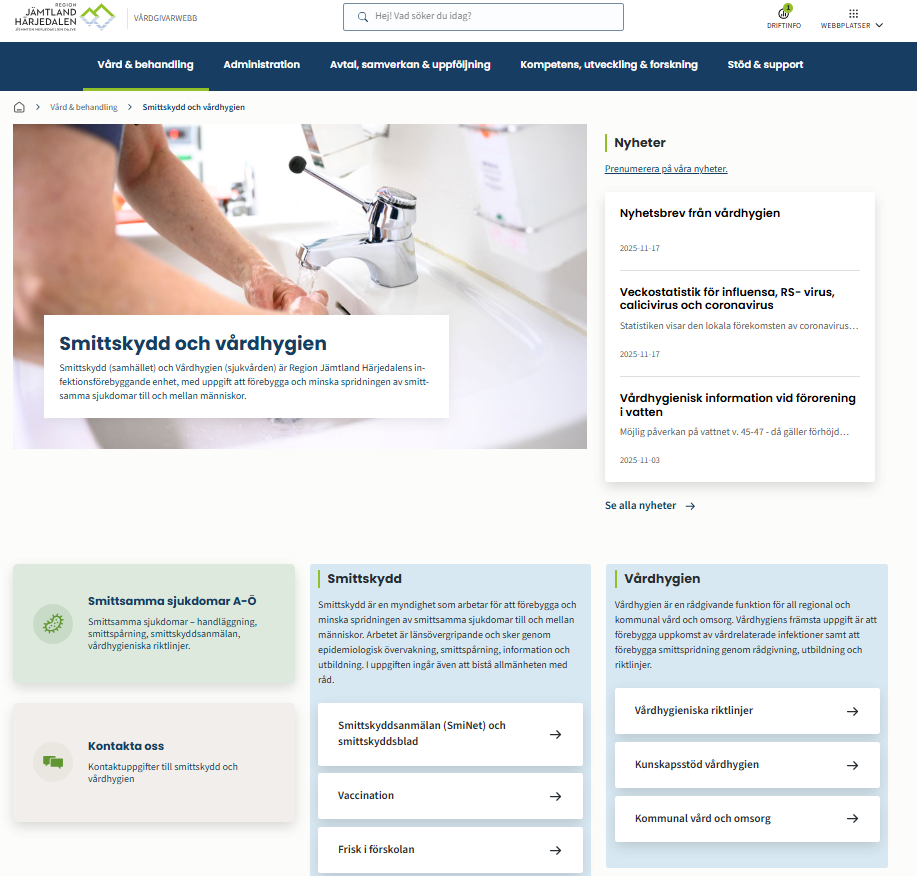 REGION
JÄMTLAND
HÄRJEDALEN
VÅRDGIVARWEBB
Hej! Vad söker du idag?
1
DRIFTINFO
WEBBPLATSER
Vård & behandling
Administration
Avtal, samverkan & uppföljning
Kompetens, utveckling & forskning
Stöd & support
Vård & behandling
Smittskydd och vårdhygien
Smittskydd och vårdhygien
Smittskydd (samhället) och Vårdhygien (sjukvården) är Region Jämtland Härjedalens in-
fektionsförebyggande enhet, med uppgift att förebygga och minska spridningen av smitt-
samma sjukdomar till och mellan människor.
Nyheter
Prenumerera på våra nyheter.
Nyhetsbrev från vårdhygien
2025-11-17
Veckostatistik för influensa, RS- virus,
calicivirus och coronavirus
Statistiken visar den lokala förekomsten av coronavirus...
2025-11-17
Vårdhygienisk information vid förorening
i vatten
Möjlig påverkan på vattnet v. 45-47 - då gäller förhöjd...
2025-11-03
Se alla nyheter
Smittsamma sjukdomar A-Ö
Smittsamma sjukdomar – handläggning,
smittspårning, smittskyddsanmälan,
vårdhygieniska riktlinjer.
Kontakta oss
Kontaktuppgifter till smittskydd och
vårdhygien
Smittskydd
Smittskydd är en myndighet som arbetar för att förebygga och
minska spridningen av smittsamma sjukdomar till och mellan
människor. Arbetet är länsövergripande och sker genom
epidemiologisk övervakning, smittspårning, information och
utbildning. I uppgiften ingår även att bistå allmänheten med
råd.
Smittskyddsanmälan (SmiNet) och
smittskyddsblad
Vaccination
Frisk i förskolan
Vårdhygien
Vårdhygien är en rådgivande funktion för all regional och
kommunal vård och omsorg. Vårdhygiens främsta uppgift är att
förebygga uppkomst av vårdrelaterade infektioner samt att
förebygga smittspridning genom rådgivning, utbildning och
riktlinjer.
Vårdhygieniska riktlinjer
Kunskapsstöd vårdhygien
Kommunal vård och omsorg